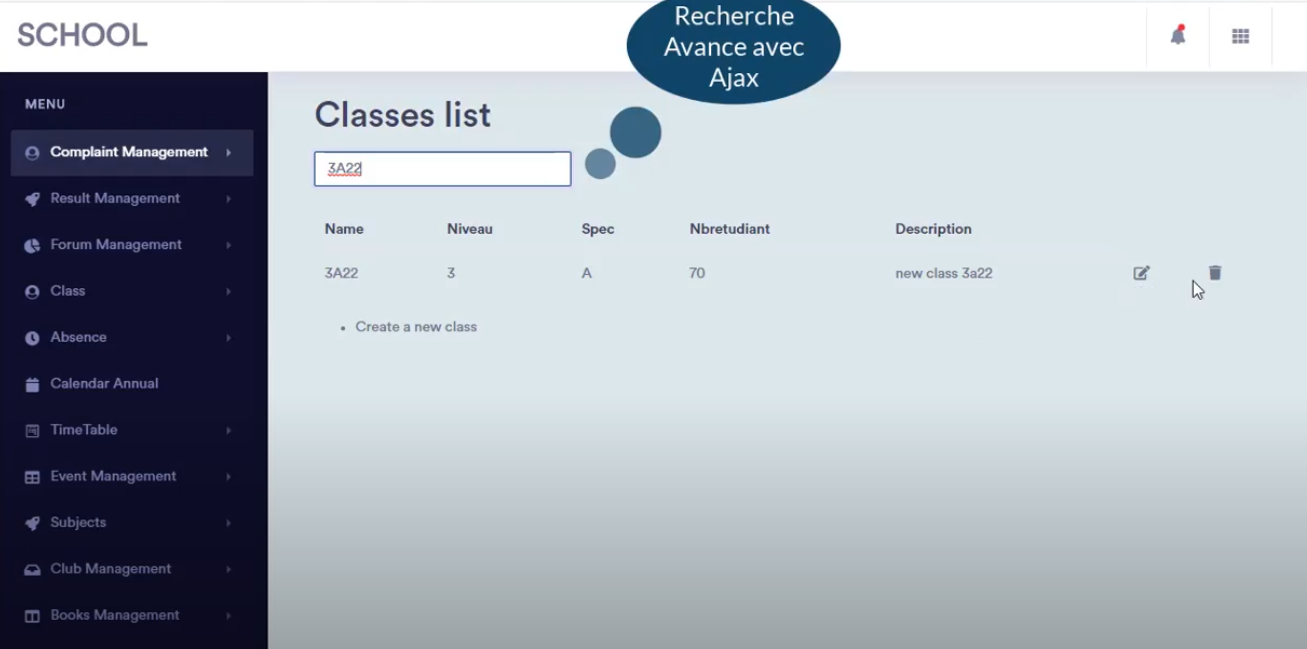 SCHOOL
Recherche
Avance avec
Ajax
MENU
Complaint Management
Result Management
Forum Management
Class
Absence
Calendar Annual
TimeTable
Event Management
Subjects
Club Management
Books Management
Classes list
3A22
Name Niveau Spec Nbretudiant Description
3A22 3 A 70 new class 3a22
Create a new class